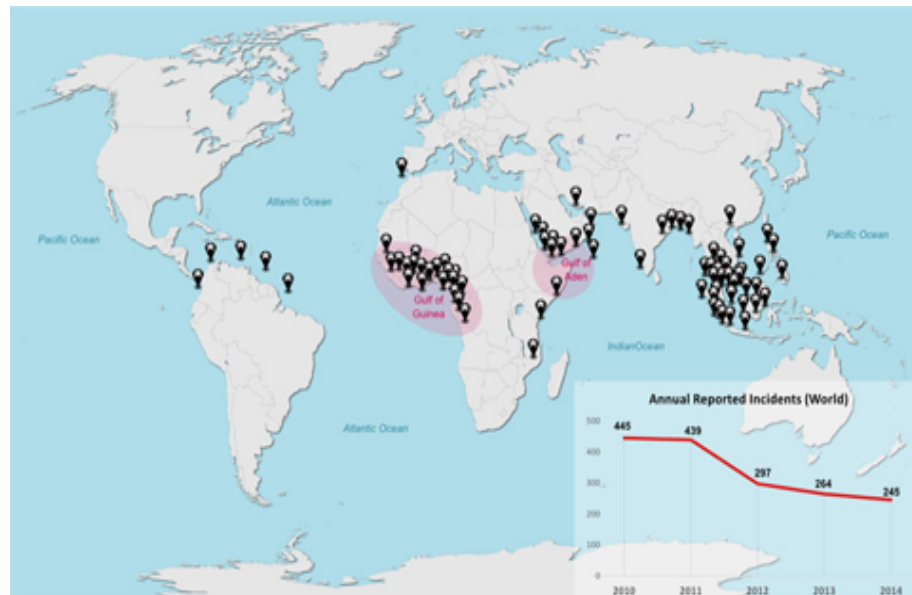 Atlantic Ocean
Pacific Ocean
Pacific Ocean
Gulf of
Aden
Gulf of
Guinea
IndianOcean
Atlantic Ocean
Annual Reported Incidents (World)
500
445
439
400
297
300
264
245
200
100
0
2010
2011
2012
2013
2014